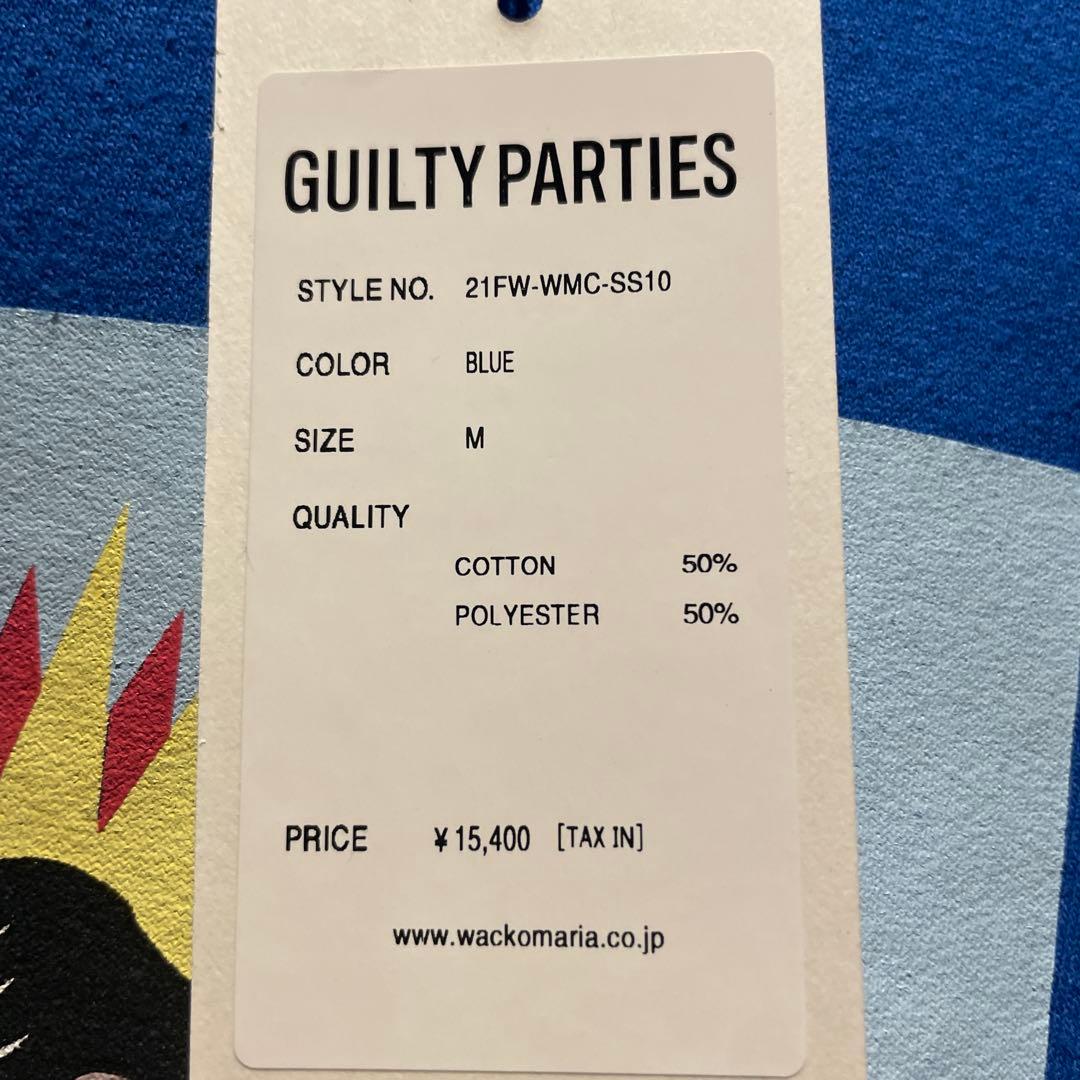 GUILTY PARTIES
STYLE NO. 21FW-WMC-SS10
COLOR BLUE
SIZE M
QUALITY
COTTON 50%
POLYESTER 50%
PRICE ¥15,400 [TAX IN]
www.wackomaria.co.jp